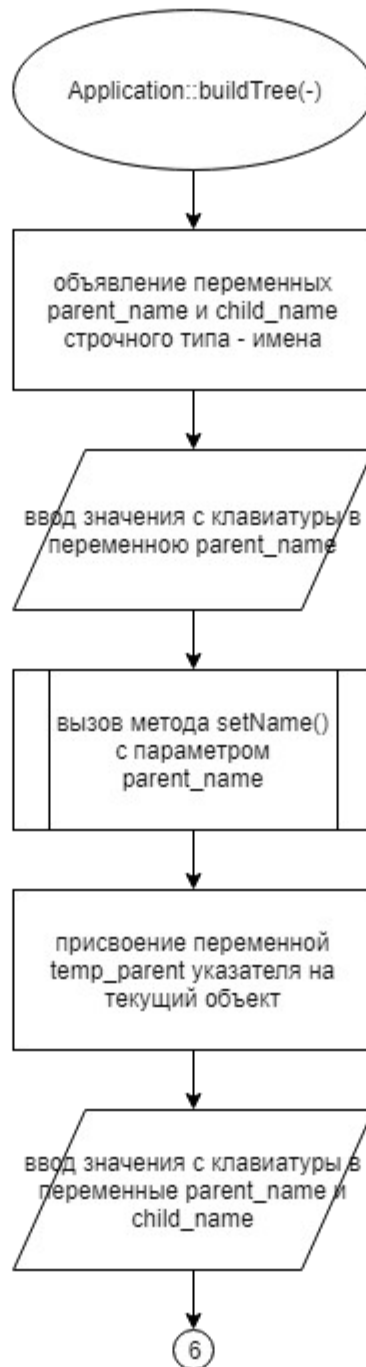 Application::buildTree(-)
объявление переменных
parent_name и child_name
строчного типа - имена
ввод значения с клавиатуры в
переменною parent_name
вызов метода setName()
с параметром
parent_name
присвоение переменной
temp_parent указателя на
текущий объект
ввод значения с клавиатуры в
переменные parent_name и
child_name
6